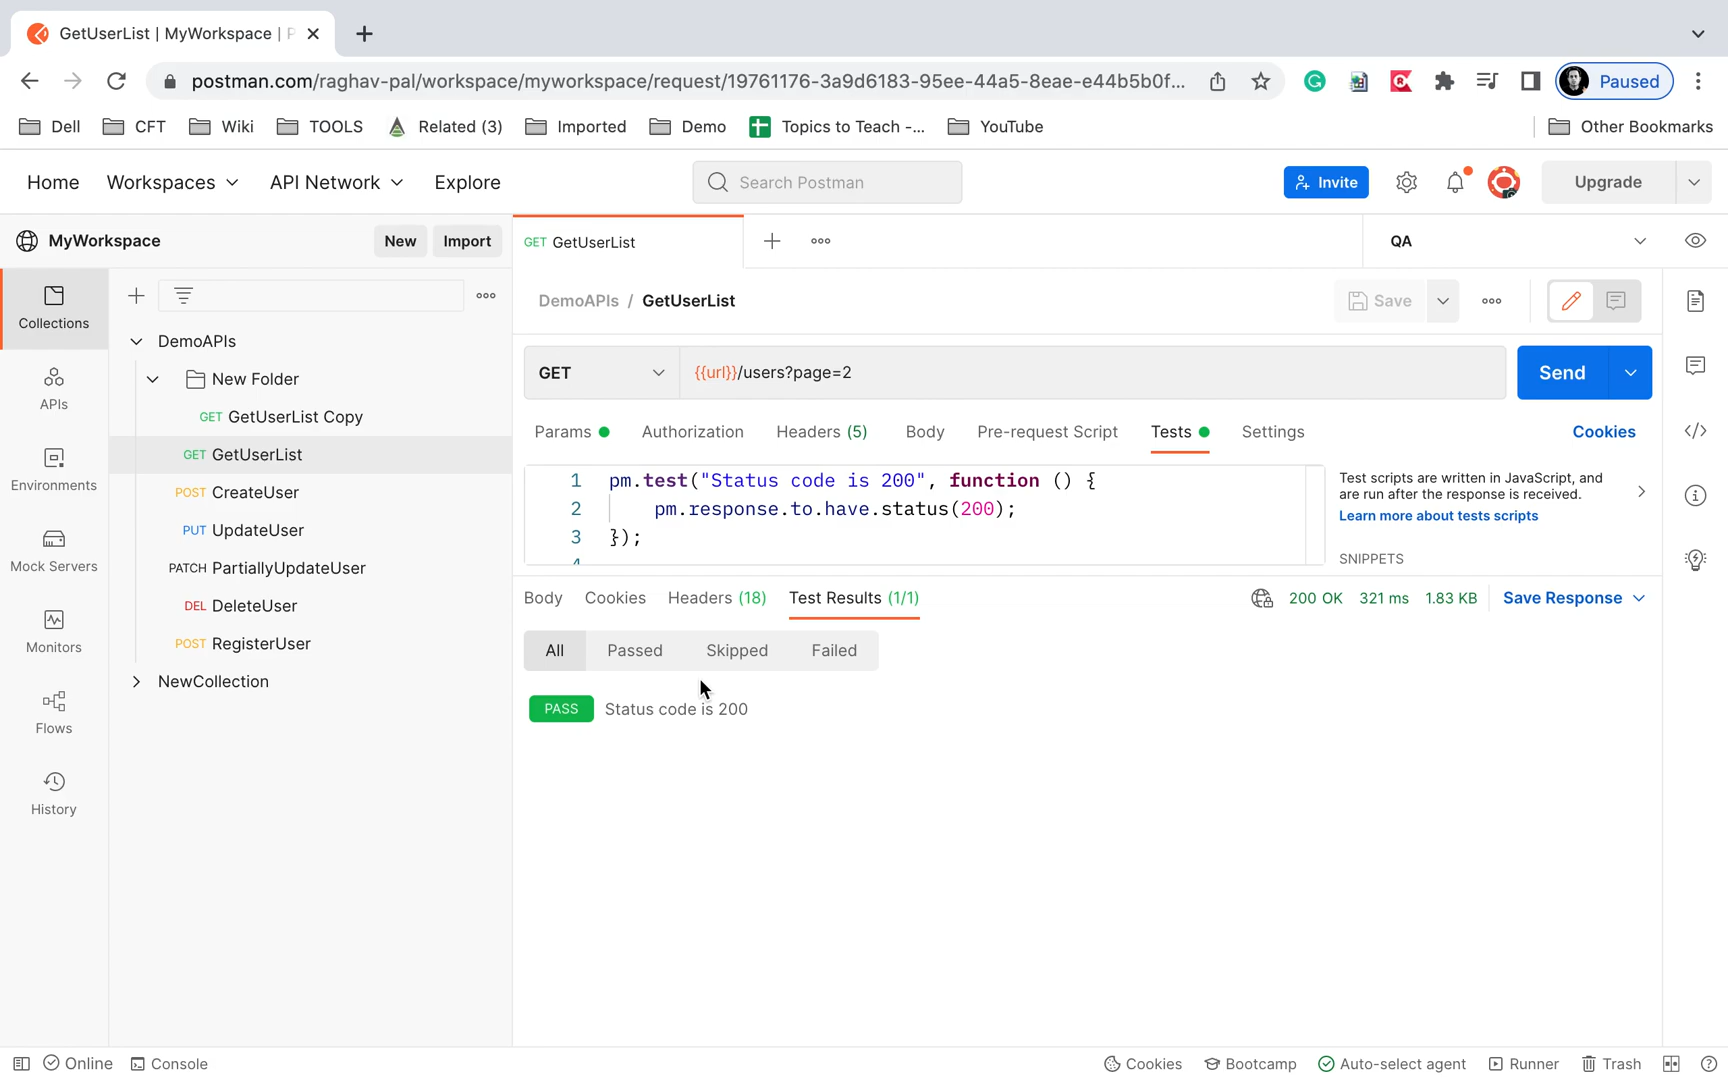 GetUserList | MyWorkspace | P
postman.com/raghav-pal/workspace/myworkspace/request/19761176-3a9d6183-95ee-44a5-8eae-e44b5b0f...
Paused
Dell CFT Wiki TOOLS Related (3) Imported Demo Topics to Teach -... YouTube Other Bookmarks
Home Workspaces API Network Explore Search Postman Invite Upgrade
MyWorkspace New Import GET GetUserList QA
Collections
APIs
Environments
Mock Servers
Monitors
Flows
History
DemoAPIs
New Folder
GET GetUserList Copy
GET GetUserList
POST CreateUser
PUT UpdateUser
PATCH PartiallyUpdateUser
DEL DeleteUser
POST RegisterUser
NewCollection
DemoAPIs / GetUserList Save
GET {{url}}/users?page=2 Send
Params Authorization Headers (5) Body Pre-request Script Tests Settings Cookies
1 pm.test("Status code is 200", function () {
2 pm.response.to.have.status(200);
3 });
4
Test scripts are written in JavaScript, and
are run after the response is received.
Learn more about tests scripts
SNIPPETS
Body Cookies Headers (18) Test Results (1/1) 200 OK 321 ms 1.83 KB Save Response
All Passed Skipped Failed
PASS Status code is 200
Online Console Cookies Bootcamp Auto-select agent Runner Trash